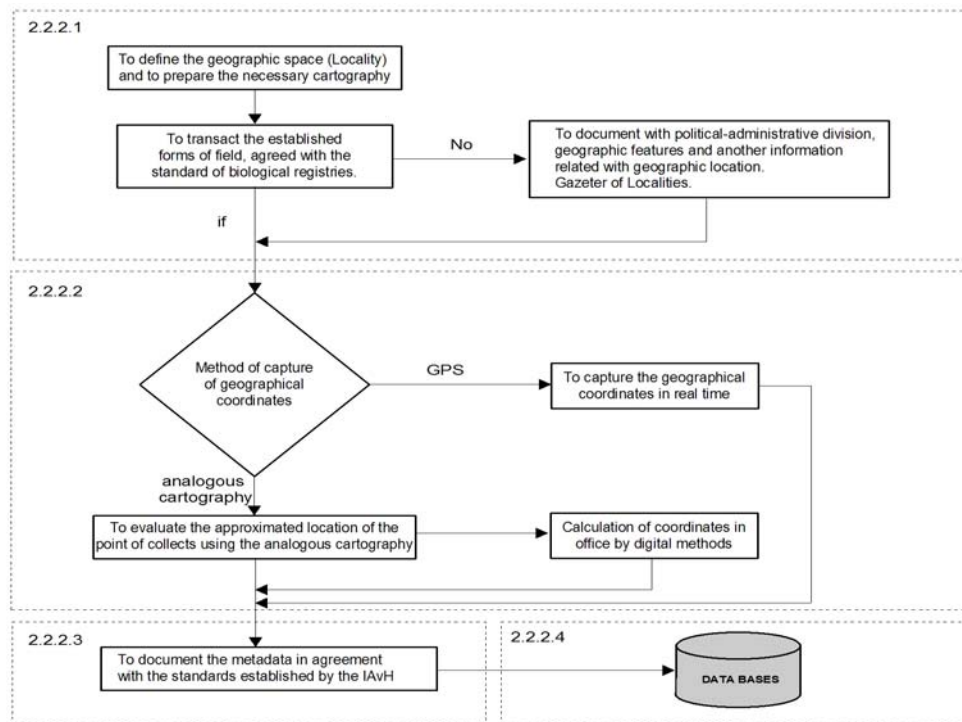 2.2.2.1
To define the geographic space (Locality)
and to prepare the necessary cartography
To transact the established
forms of field, agreed with the
standard of biological registries.
No
To document with political-administrative division,
geographic features and another information
related with geographic location.
Gazeter of Localities.
if
2.2.2.2
Method of capture
of geographical
coordinates
GPS
To capture the geographical
coordinates in real time
analogous
cartography
To evaluate the approximated location of the
point of collects using the analogous cartography
Calculation of coordinates in
office by digital methods
2.2.2.3
To document the metadata in agreement
with the standards established by the IAvH
2.2.2.4
DATA BASES